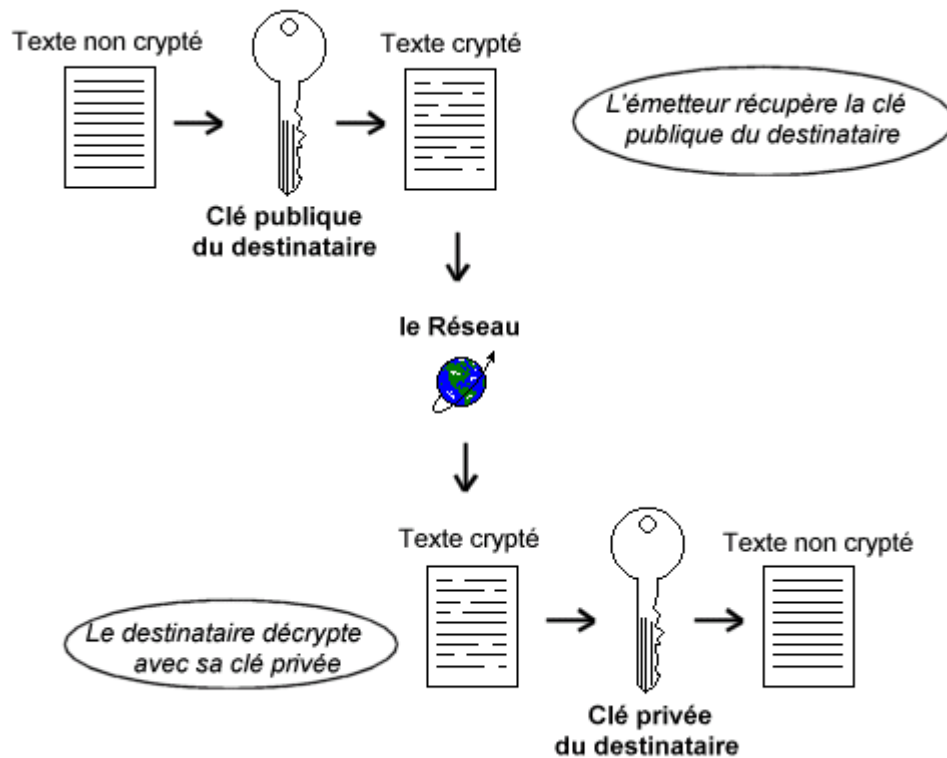 Texte non crypté
Texte crypté
L'émetteur récupère la clé
publique du destinataire
Clé publique
du destinataire
le Réseau
Texte crypté
Texte non crypté
Le destinataire décrypte
avec sa clé privée
Clé privée
du destinataire